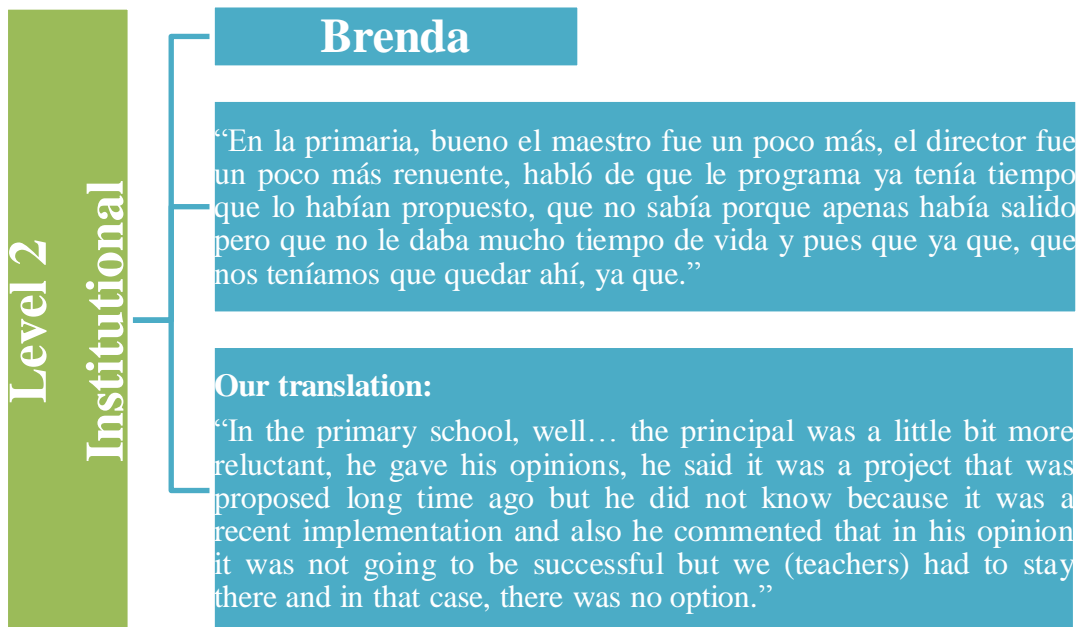 Level 2
Institutional
Brenda
“En la primaria, bueno el maestro fue un poco más, el director fue
un poco más renuente, habló de que le programa ya tenía tiempo
que lo habían propuesto, que no sabía porque apenas había salido
pero que no le daba mucho tiempo de vida y pues que ya que, que
nos teníamos que quedar ahí, ya que.”
Our translation:
“In the primary school, well… the principal was a little bit more
reluctant, he gave his opinions, he said it was a project that was
proposed long time ago but he did not know because it was a
recent implementation and also he commented that in his opinion
it was not going to be successful but we (teachers) had to stay
there and in that case, there was no option.”